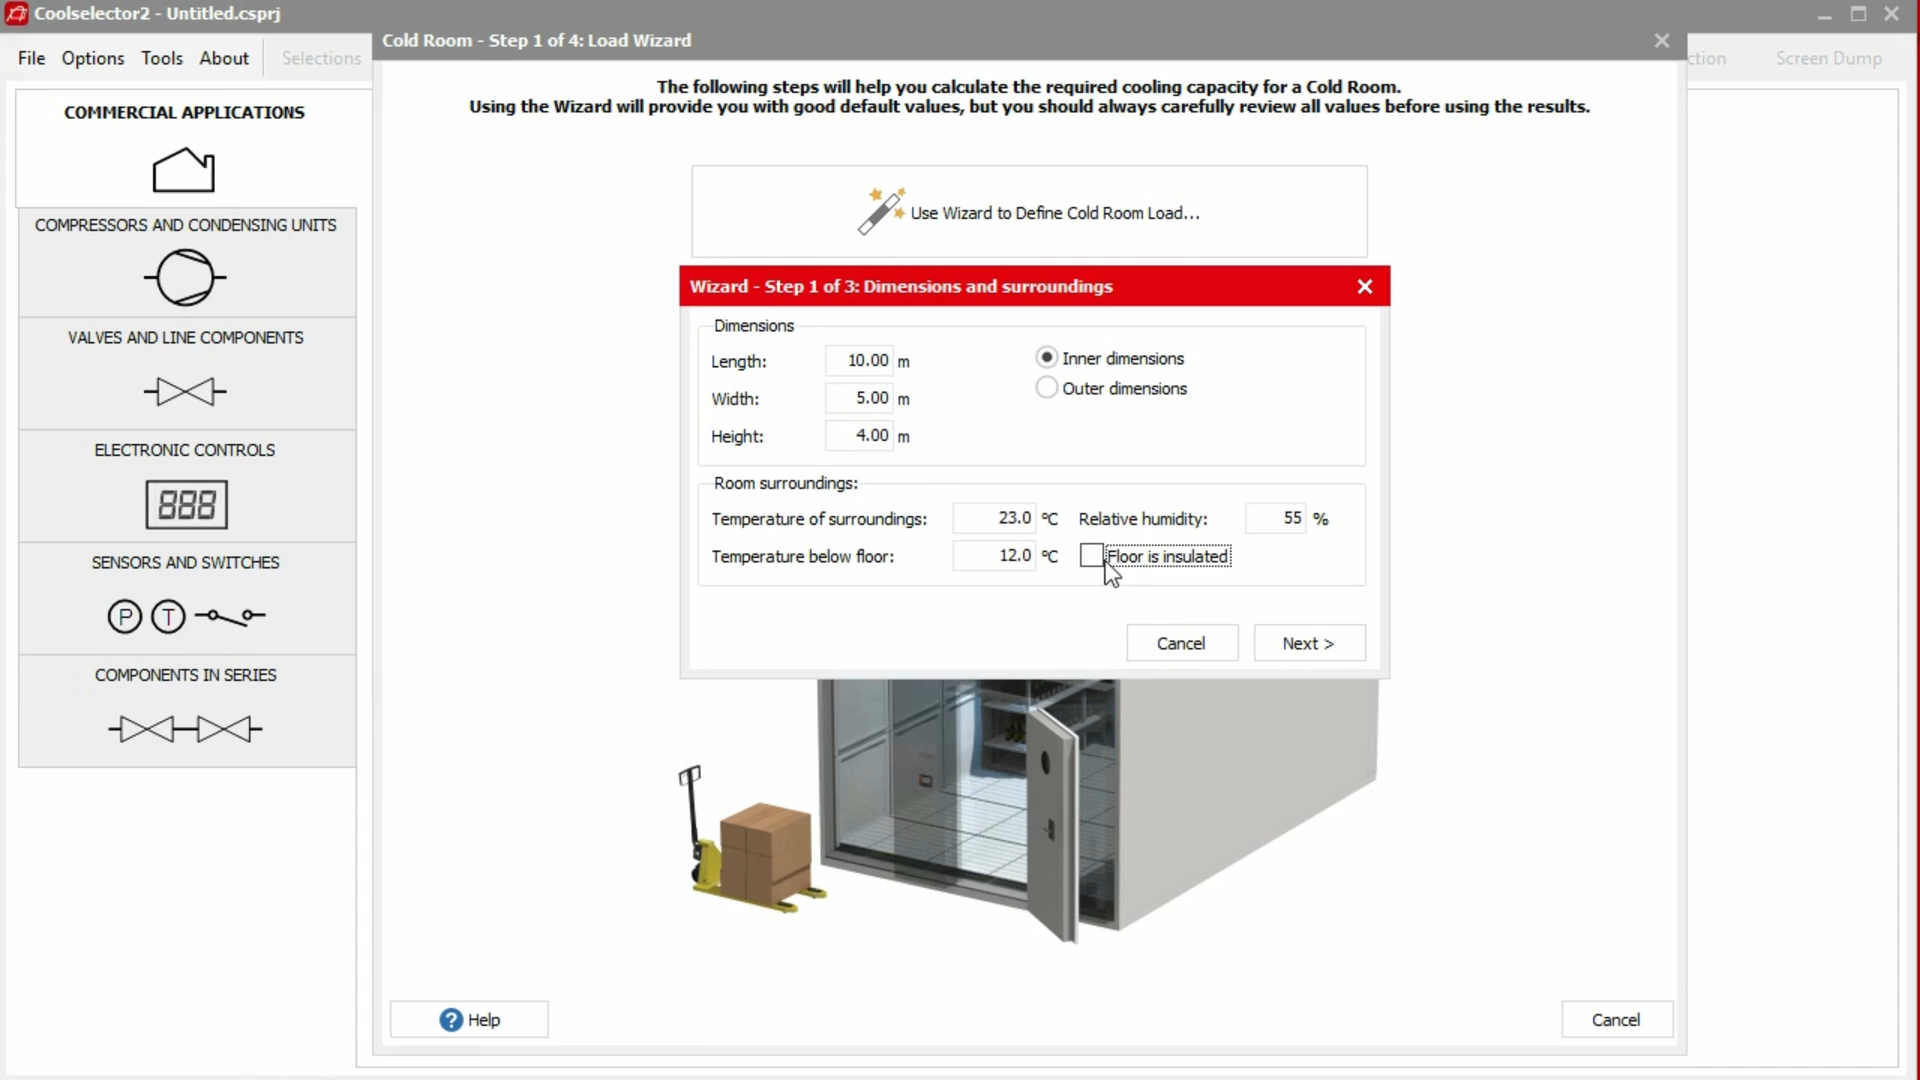 Coolselector2 - Untitled.csprj
Cold Room - Step 1 of 4: Load Wizard
File Options Tools About Selections
ction Screen Dump
The following steps will help you calculate the required cooling capacity for a Cold Room.
Using the Wizard will provide you with good default values, but you should always carefully review all values before using the results.
COMMERCIAL APPLICATIONS
COMPRESSORS AND CONDENSING UNITS
VALVES AND LINE COMPONENTS
ELECTRONIC CONTROLS
888
SENSORS AND SWITCHES
P T
COMPONENTS IN SERIES
Use Wizard to Define Cold Room Load...
Wizard - Step 1 of 3: Dimensions and surroundings
Dimensions
Length: 10.00 m
Width: 5.00 m
Height: 4.00 m
Inner dimensions
Outer dimensions
Room surroundings:
Temperature of surroundings: 23.0 °C Relative humidity: 55 %
Temperature below floor: 12.0 °C Floor is insulated
Cancel Next >
? Help
Cancel